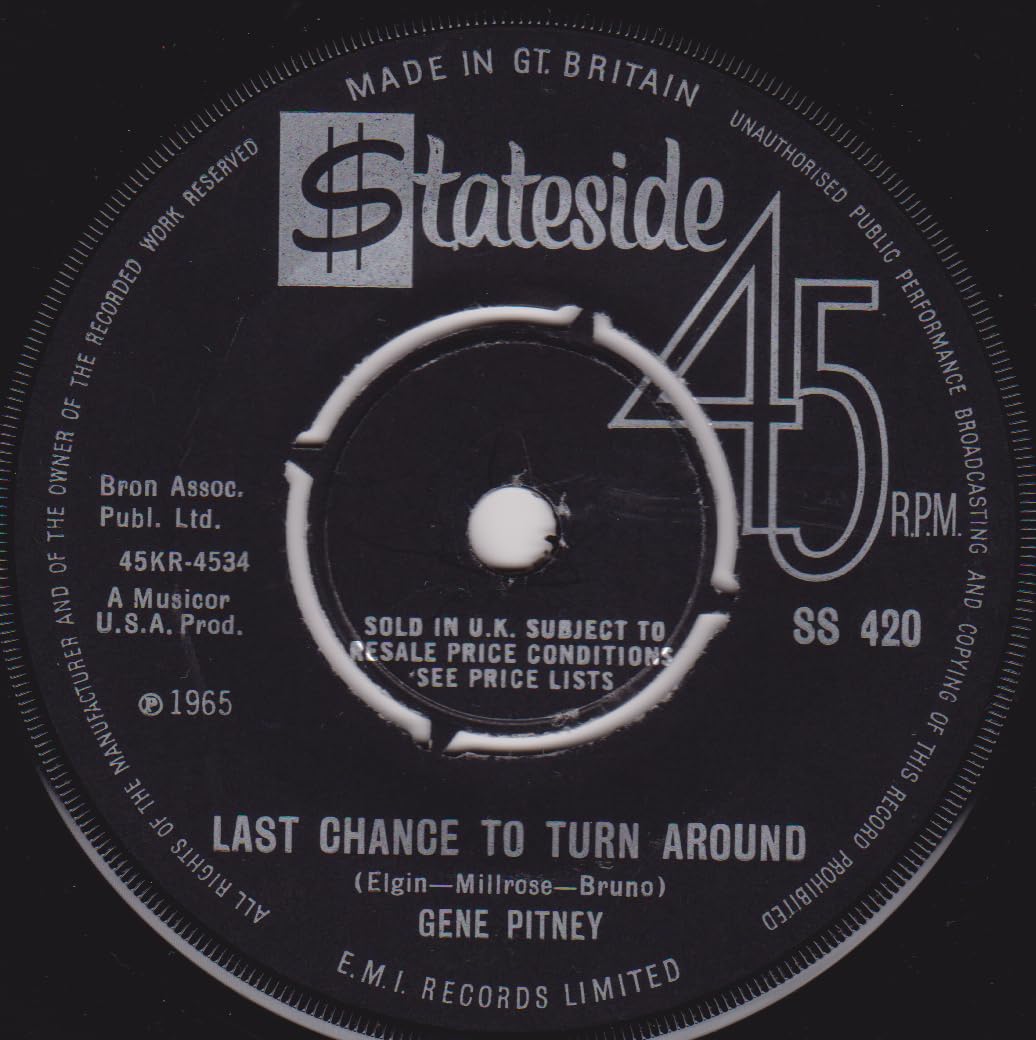 MADE IN GT. BRITAIN
UNAUTHORISED PUBLIC PERFORMANCE BROADCASTING AND COPYING OF THIS RECORD PROHIBITED
ALL RIGHTS OF THE MANUFACTURER AND OF THE OWNER OF THE RECORDED WORK RESERVED
$tateside
45 R.P.M.
Bron Assoc.
Publ. Ltd.
45KR-4534
A Musicor
U.S.A. Prod.
℗ 1965
SS 420
SOLD IN U.K. SUBJECT TO
RESALE PRICE CONDITIONS
SEE PRICE LISTS
LAST CHANCE TO TURN AROUND
(Elgin—Millrose—Bruno)
GENE PITNEY
E.M.I. RECORDS LIMITED